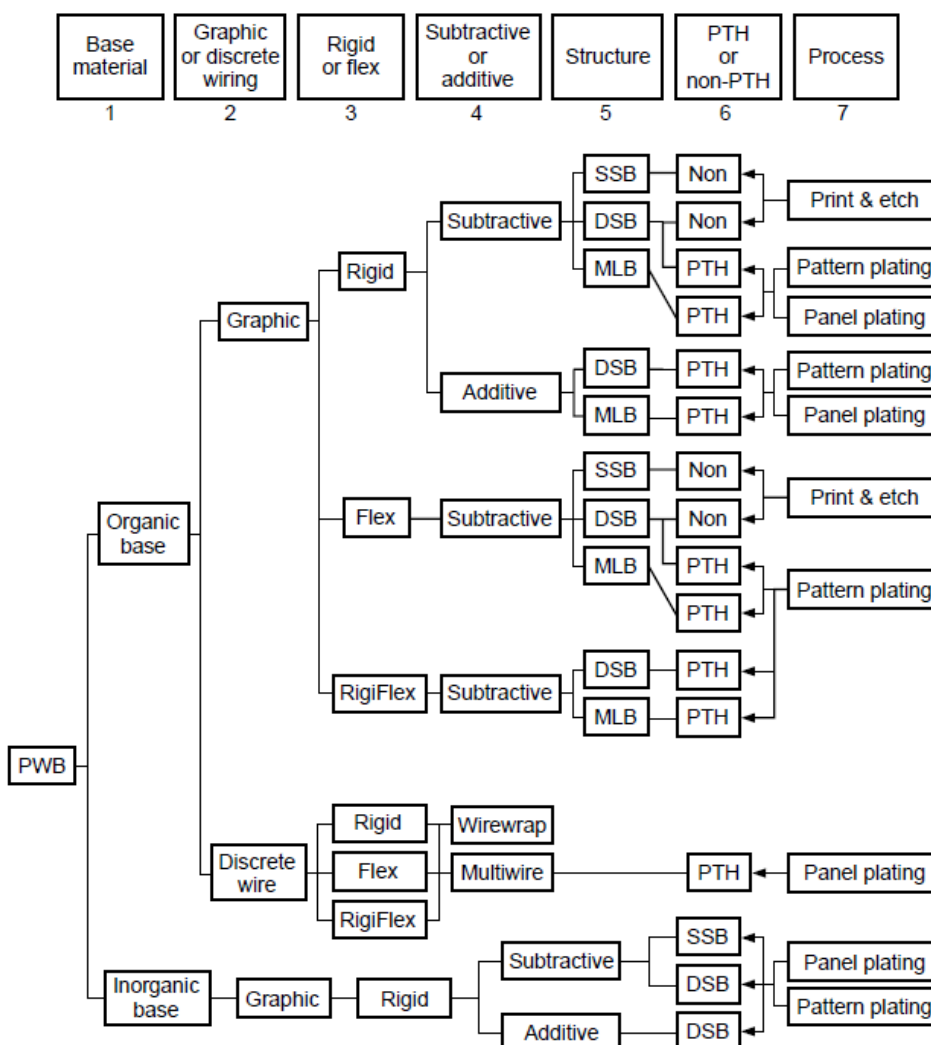 Base
material
Graphic
or discrete
wiring
Rigid
or flex
Subtractive
or
additive
Structure
PTH
or
non-PTH
Process
1
2
3
4
5
6
7
SSB
Non
Print & etch
Subtractive
DSB
Non
Rigid
MLB
PTH
Pattern plating
Graphic
PTH
Panel plating
DSB
PTH
Pattern plating
Additive
MLB
PTH
Panel plating
SSB
Non
Print & etch
Organic
base
Flex
Subtractive
DSB
Non
MLB
PTH
Pattern plating
PTH
RigiFlex
Subtractive
DSB
PTH
MLB
PTH
PWB
Rigid
Wirewrap
Discrete
wire
Flex
Multiwire
PTH
Panel plating
RigiFlex
SSB
Subtractive
Panel plating
Inorganic
base
Graphic
Rigid
DSB
Pattern plating
Additive
DSB